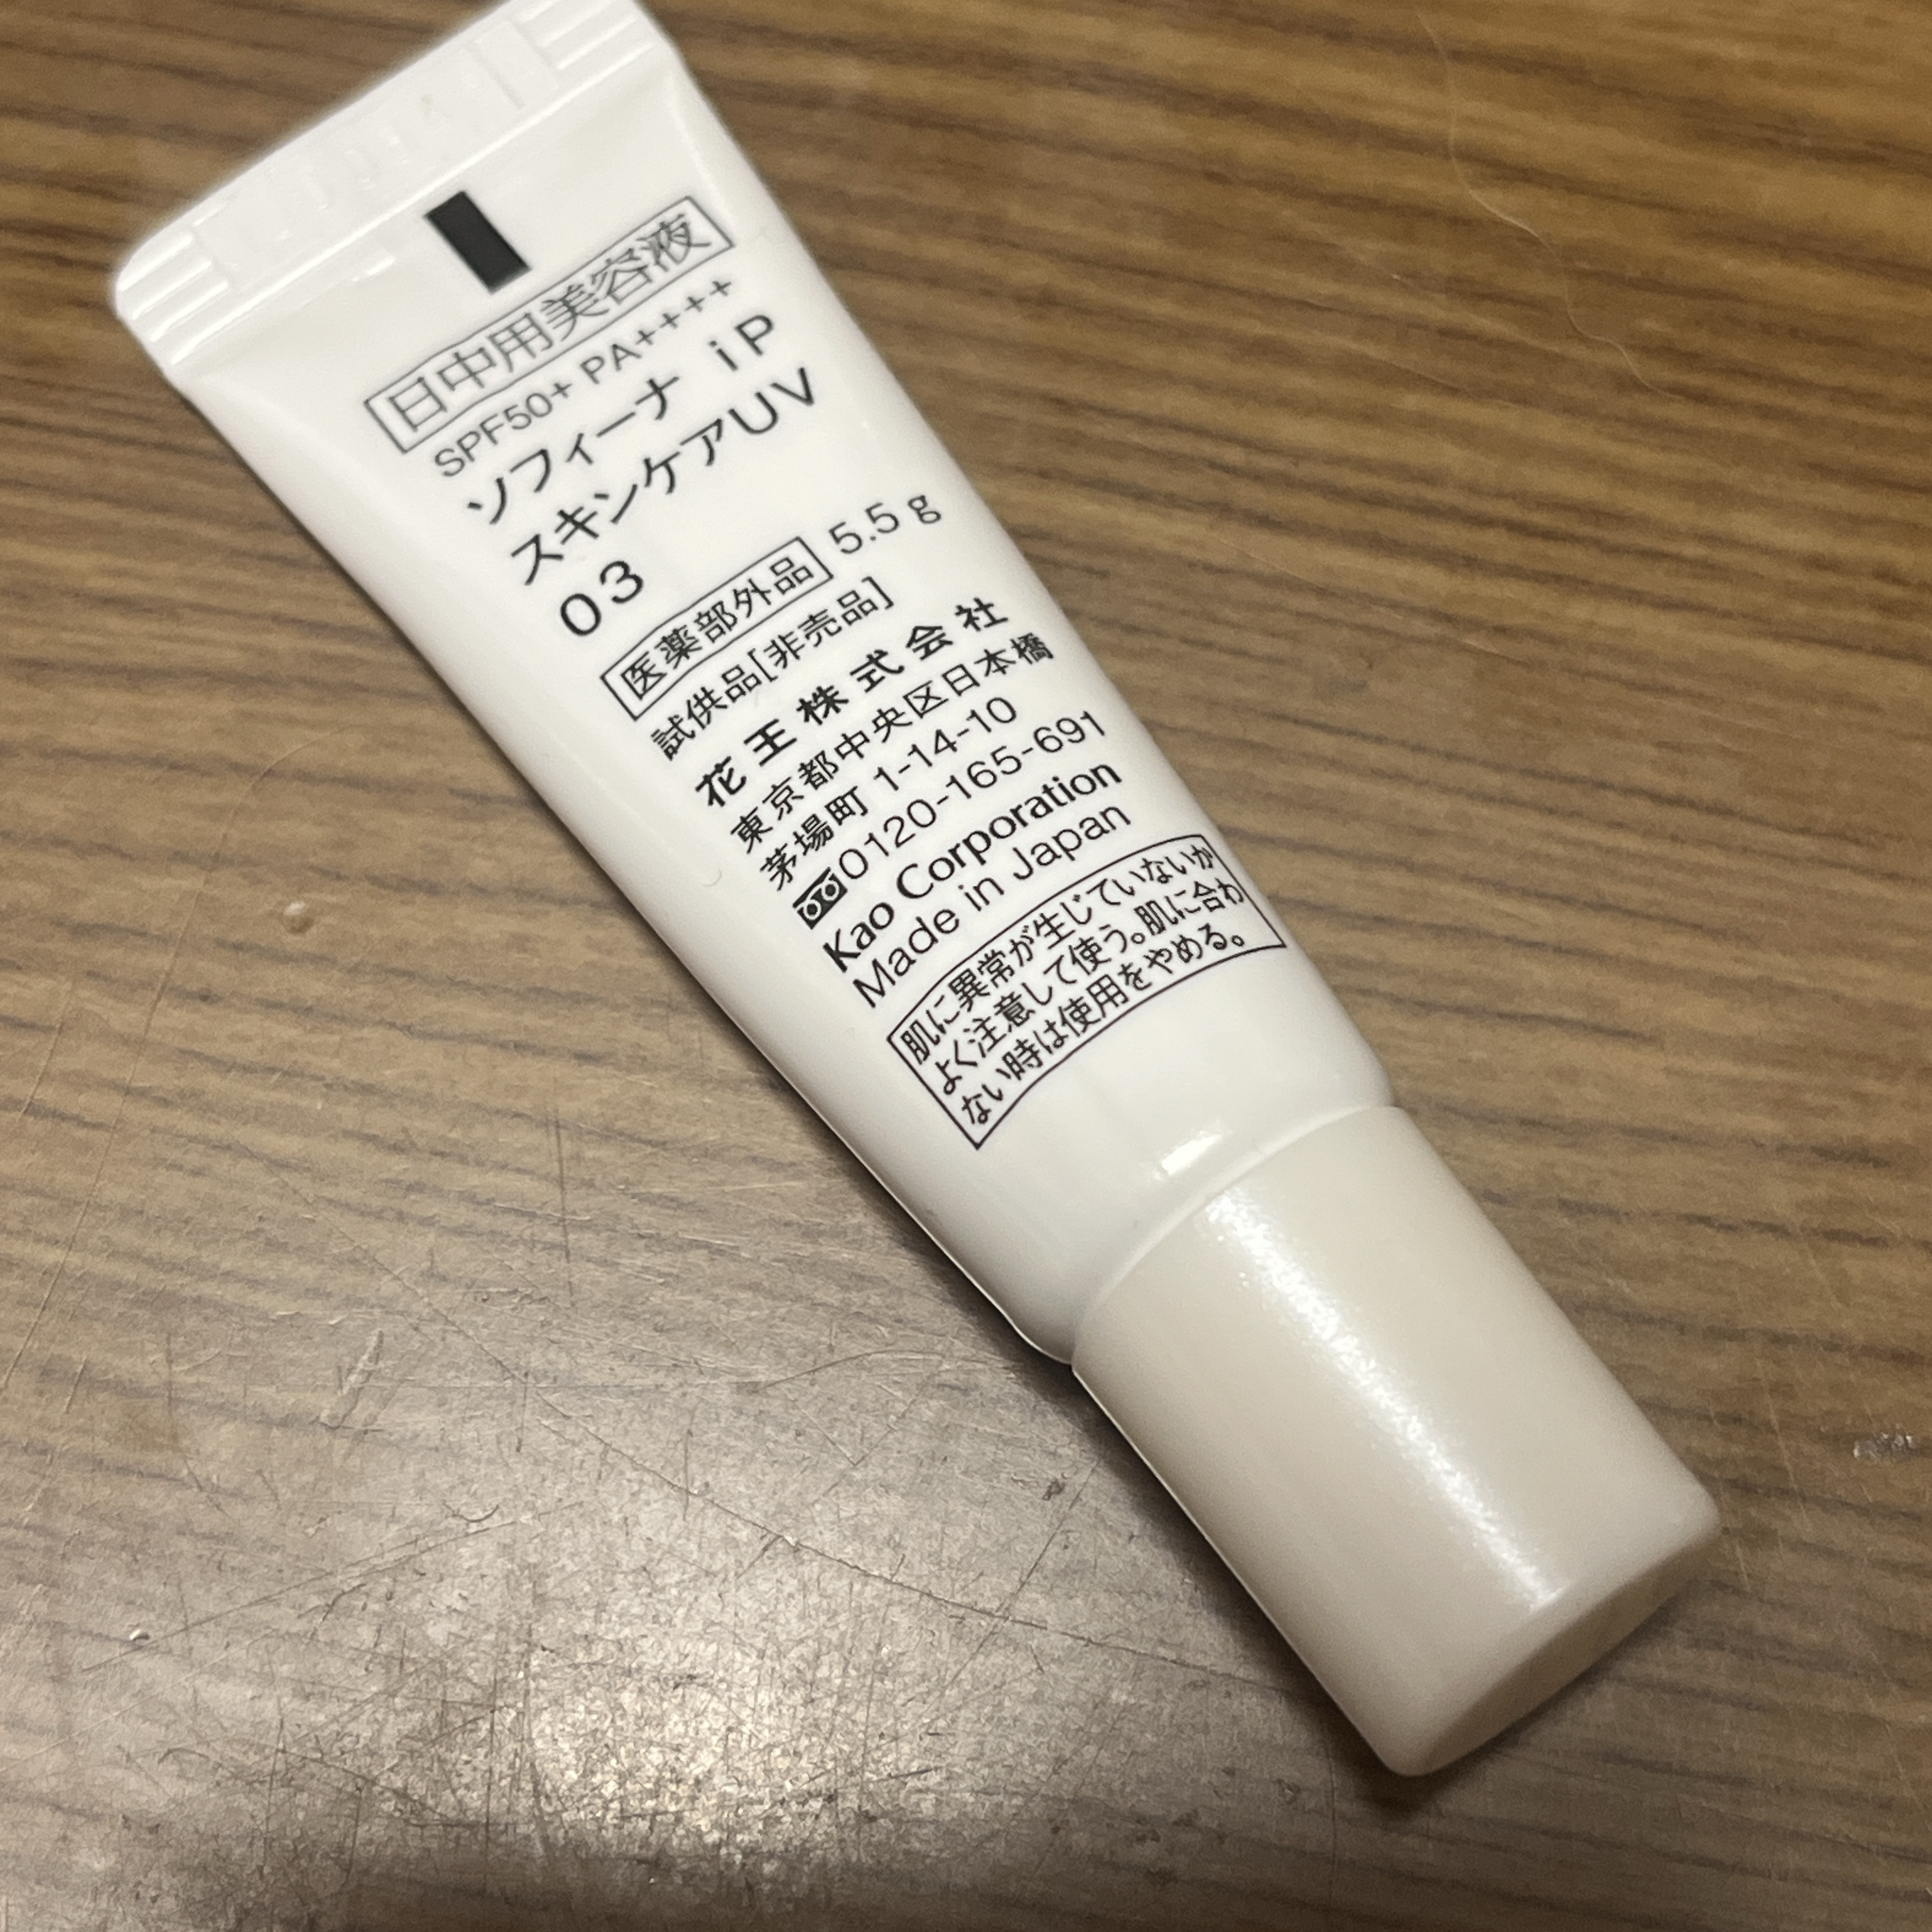 日中用美容液
SPF50+ PA++++
ソフィーナ iP
スキンケアUV
03
医薬部外品 5.5g
試供品[非売品]
花王株式会社
東京都中央区日本橋
茅場町 1-14-10
0120-165-691
Kao Corporation
Made in Japan
肌に異常が生じていないか
よく注意して使う。肌に合わ
ない時は使用をやめる。